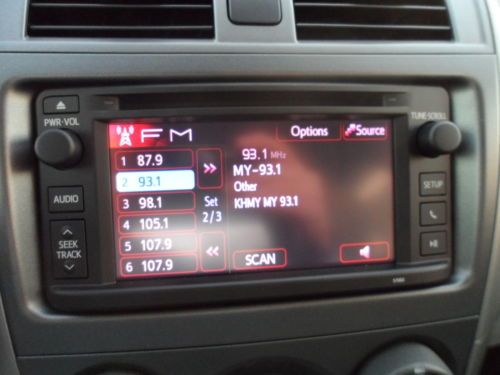 PWR·VOL
TUNE·SCROLL
FM
Options
Source
1 87.9
2 93.1
3 98.1
4 105.1
5 107.9
6 107.9
>>
Set
2/3
<<
93.1 MHz
MY-93.1
Other
KHMY MY 93.1
SCAN
AUDIO
SEEK
TRACK
SETUP